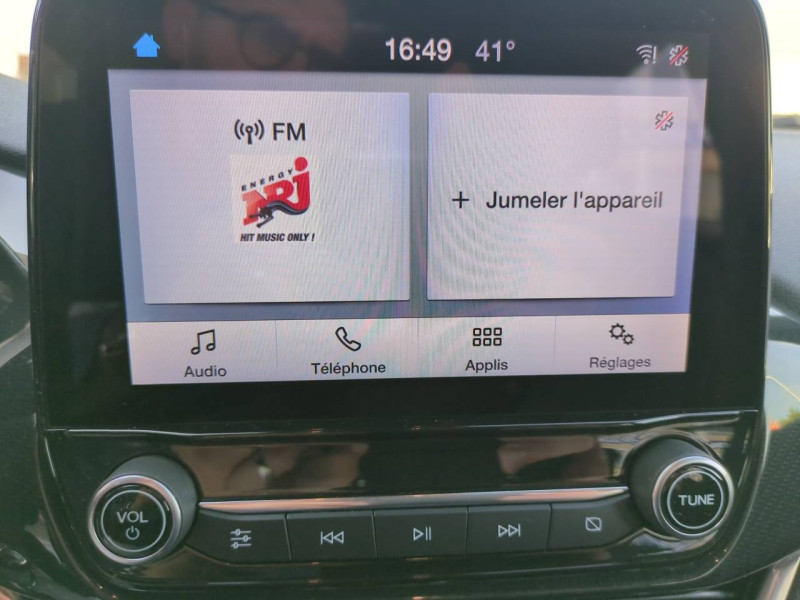 16:49 41°
FM
ENERGY
NRJ
HIT MUSIC ONLY !
+ Jumeler l'appareil
Audio
Téléphone
Applis
Réglages
VOL
TUNE